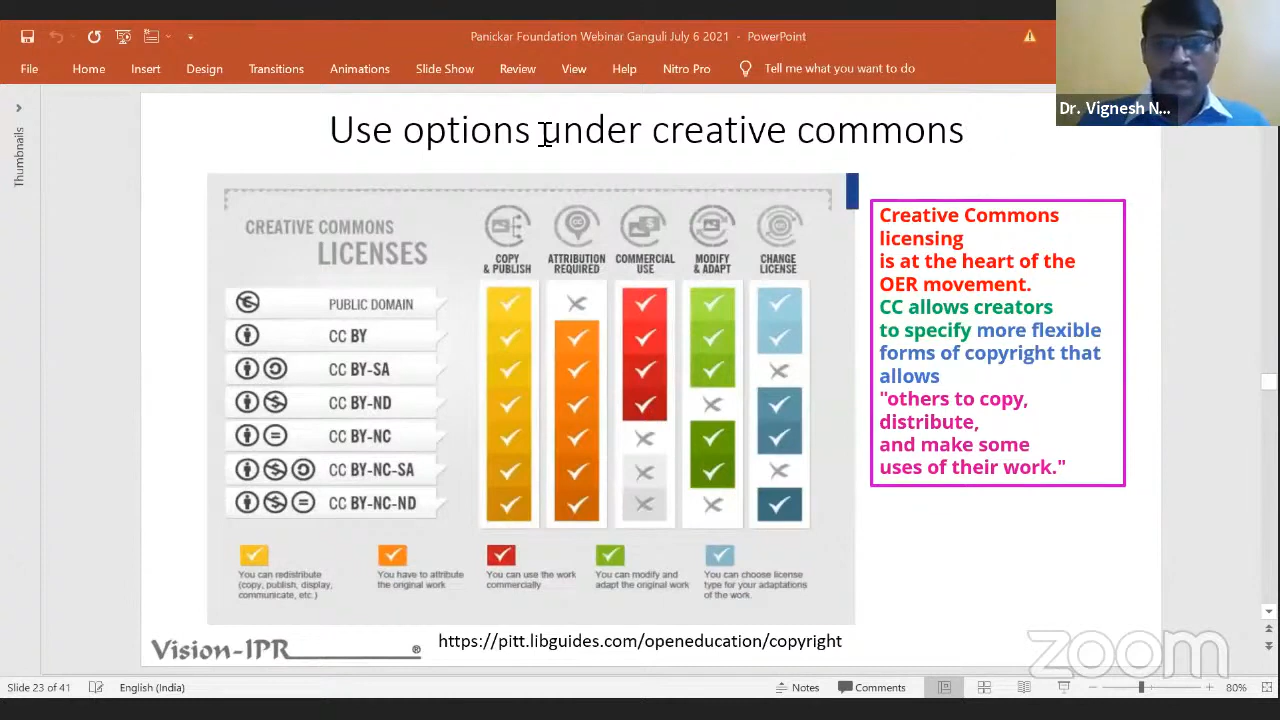 Panickar Foundation Webinar Ganguli July 6 2021 - PowerPoint
File Home Insert Design Transitions Animations Slide Show Review View Help Nitro Pro Tell me what you want to do
Dr. Vignesh N...
Thumbnails
Use options under creative commons
CREATIVE COMMONS
LICENSES
COPY
& PUBLISH
ATTRIBUTION
REQUIRED
COMMERCIAL
USE
MODIFY
& ADAPT
CHANGE
LICENSE
PUBLIC DOMAIN
CC BY
CC BY-SA
CC BY-ND
CC BY-NC
CC BY-NC-SA
CC BY-NC-ND
You can redistribute
(copy, publish, display,
communicate, etc.)
You have to attribute
the original work
You can use the work
commercially
You can modify and
adapt the original work
You can choose license
type for your adaptations
of the work.
Creative Commons
licensing
is at the heart of the
OER movement.
CC allows creators
to specify more flexible
forms of copyright that
allows
"others to copy,
distribute,
and make some
uses of their work."
Vision-IPR ®
https://pitt.libguides.com/openeducation/copyright
zoom
Slide 23 of 41 English (India) Notes Comments 80%